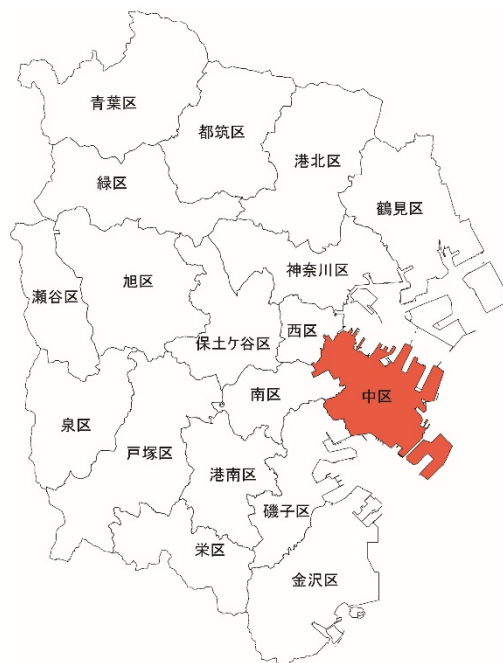 青葉区
都筑区
港北区
緑区
鶴見区
神奈川区
旭区
瀬谷区
西区
保土ケ谷区
南区
中区
泉区
戸塚区
港南区
磯子区
栄区
金沢区